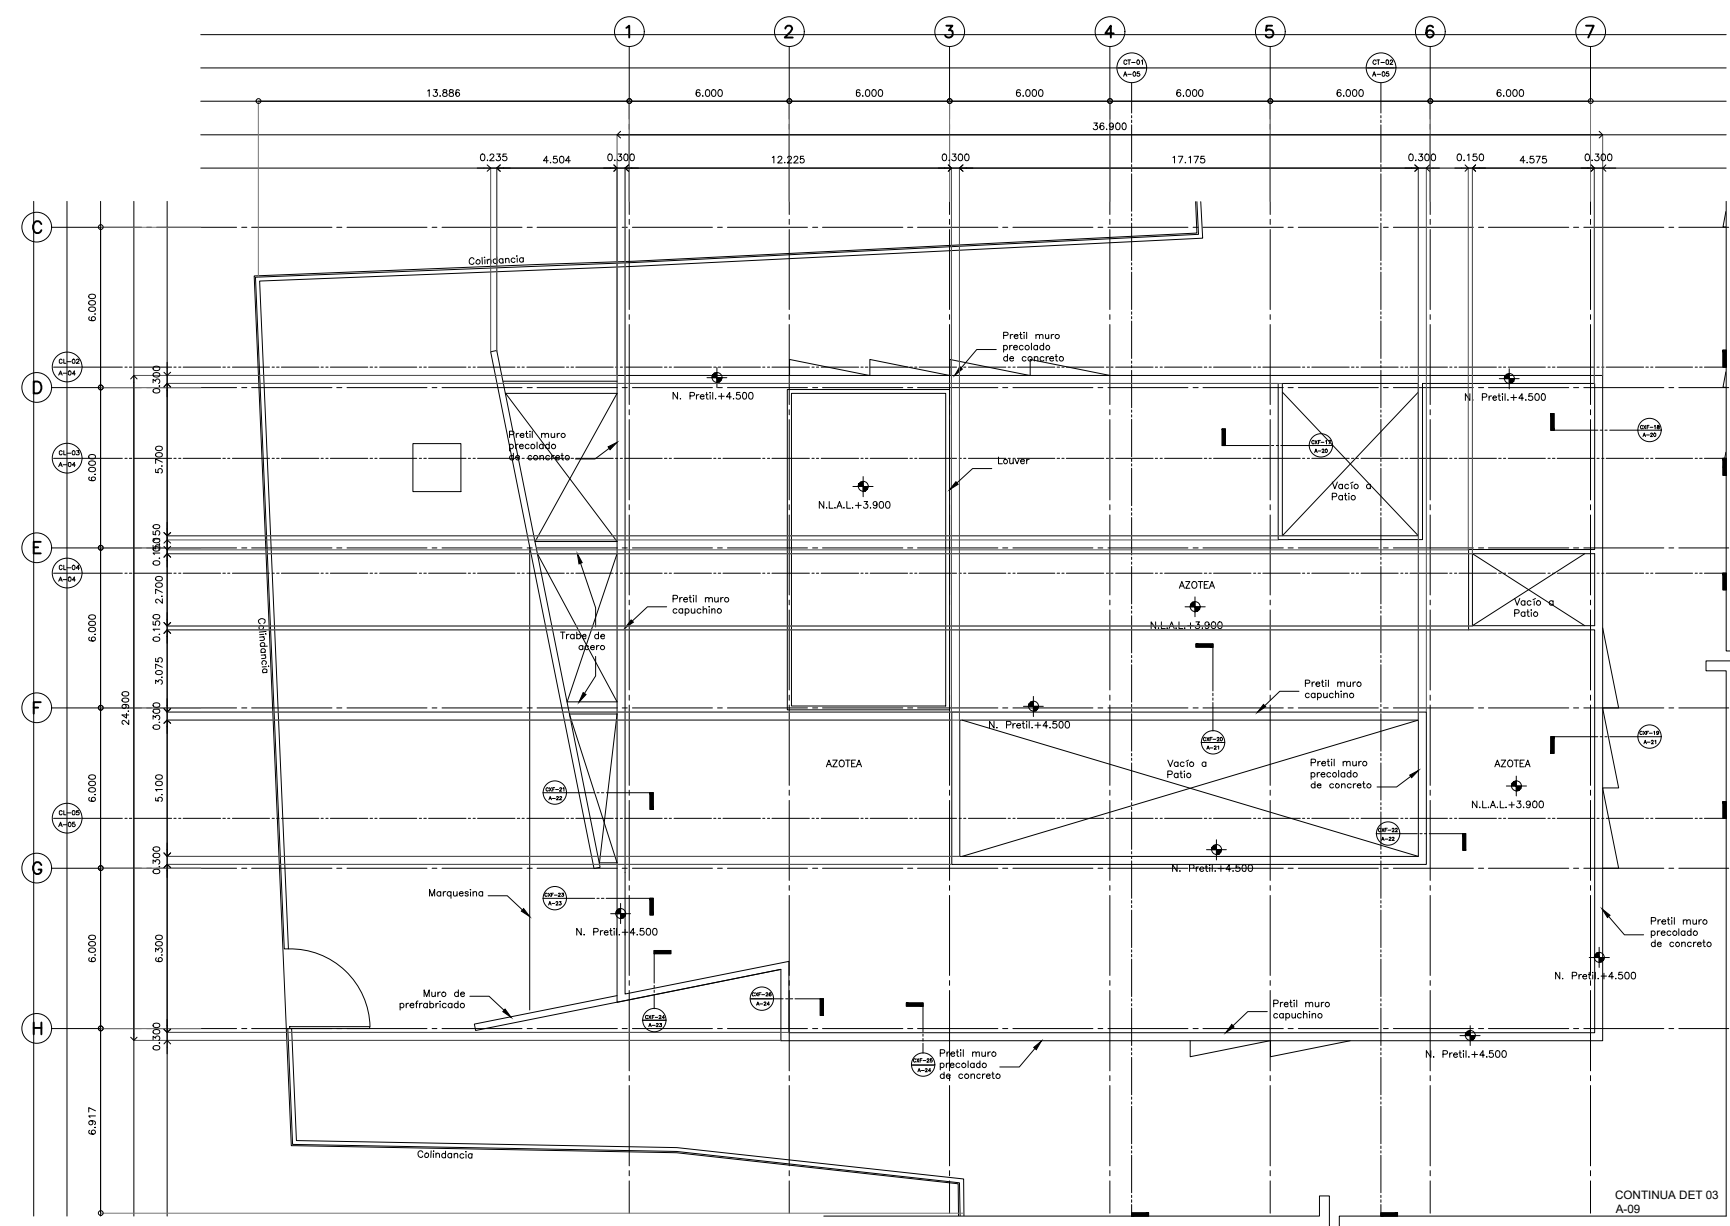 1 2 3 4 5 6 7
CT-01
A-05
CT-02
A-05
13.886 6.000 6.000 6.000 6.000 6.000 6.000
36.900
0.235 4.504 0.300 12.225 0.300 17.175 0.300 0.150 4.575 0.300
C
Colindancia
6.000
Pretil muro
precolado
de concreto
CL-02
A-04
0.300
D
N. Pretil.+4.500
N. Pretil.+4.500
Pretil muro
precolado
de concreto
CXF-18
A-20
CXF-17
A-20
CL-03
A-04
6.000
5.700
Louver
Vacío a
Patio
N.L.A.L.+3.900
0.150
0.150
E
CL-04
A-04
2.700
AZOTEA
Pretil muro
capuchino
Vacío a
Patio
N.L.A.L.+3.900
6.000
0.150
Colindancia
Trabe de
acero
3.075
24.900
Pretil muro
capuchino
F
0.300
N. Pretil.+4.500
CXF-20
A-21
CXF-19
A-21
AZOTEA
Vacío a
Patio
Pretil muro
precolado
de concreto
AZOTEA
N.L.A.L.+3.900
6.000
5.100
CXF-21
A-22
CL-05
A-05
CXF-22
A-22
0.300
G
N. Pretil.+4.500
Marquesina
CXF-23
A-23
N. Pretil.+4.500
6.000
6.300
Pretil muro
precolado
de concreto
N. Pretil.+4.500
Muro de
prefrabricado
CXF-26
A-24
Pretil muro
capuchino
CXF-24
A-23
H
0.300
N. Pretil.+4.500
CXF-25
A-24
Pretil muro
precolado
de concreto
6.917
Colindancia
CONTINUA DET 03
A-09